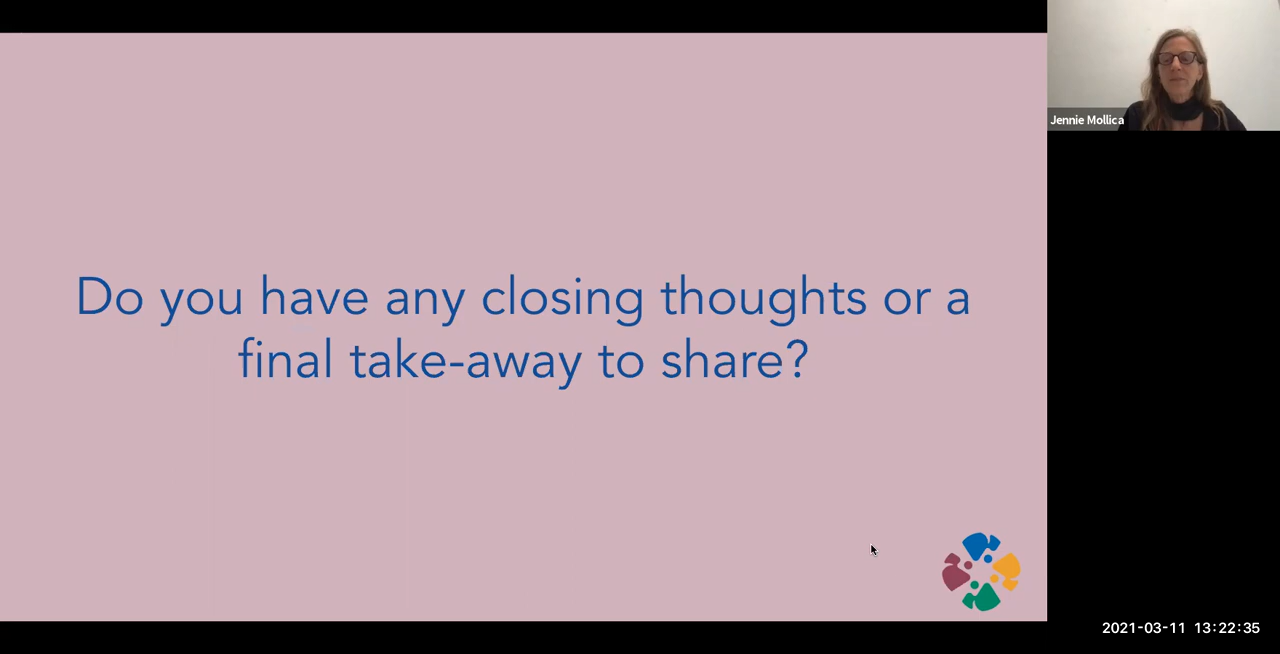 Do you have any closing thoughts or a
final take-away to share?
Jennie Mollica
2021-03-11 13:22:35